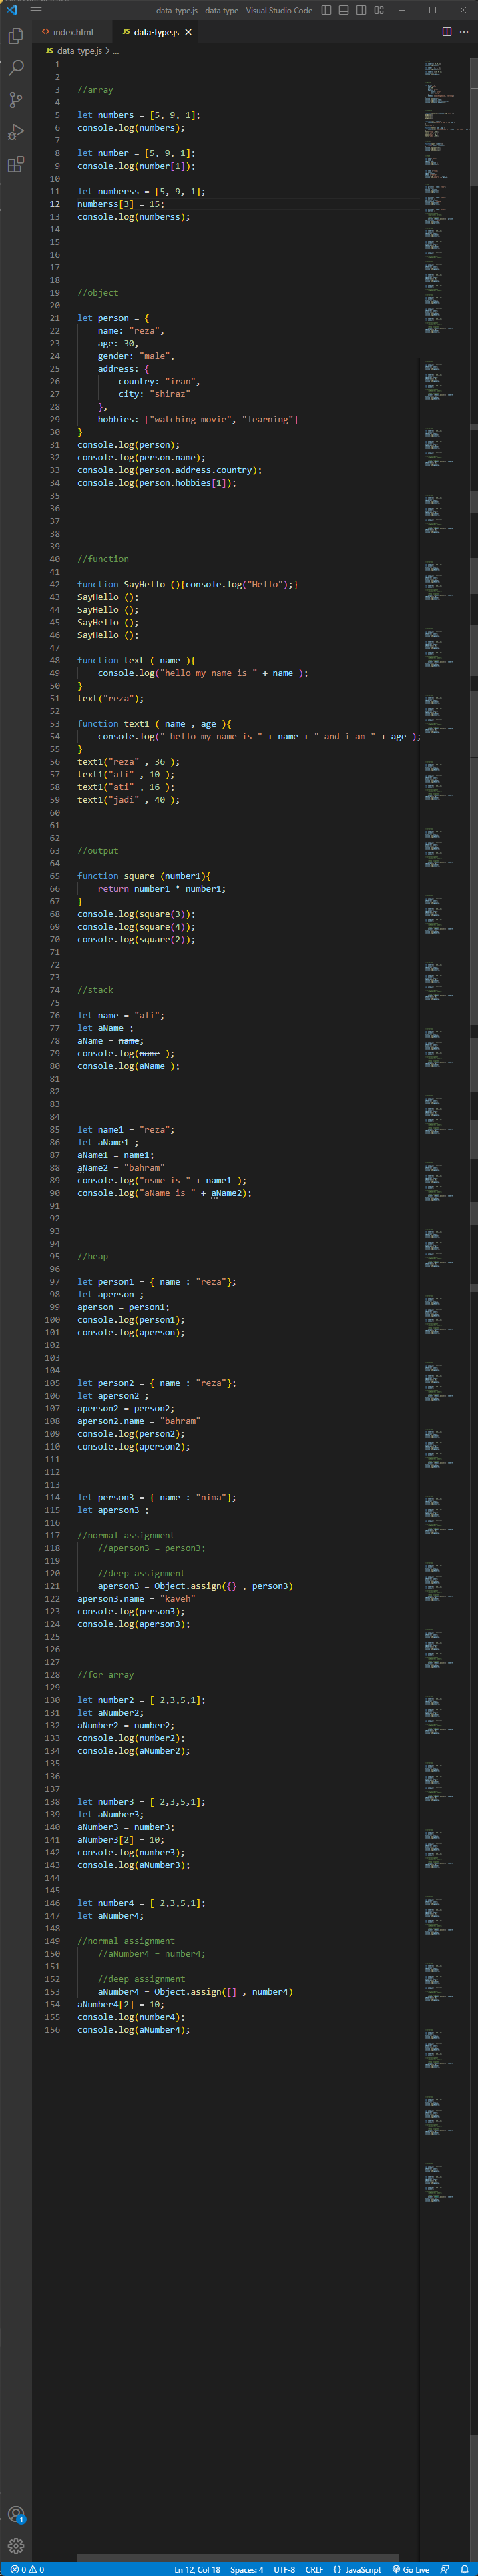 data-type.js - data type - Visual Studio Code
index.html
data-type.js
data-type.js > ...
1
2
3 //array
4
5 let numbers = [5, 9, 1];
6 console.log(numbers);
7
8 let number = [5, 9, 1];
9 console.log(number[1]);
10
11 let numberss = [5, 9, 1];
12 numberss[3] = 15;
13 console.log(numberss);
14
15
16
17
18
19 //object
20
21 let person = {
22     name: "reza",
23     age: 30,
24     gender: "male",
25     address: {
26         country: "iran",
27         city: "shiraz"
28     },
29     hobbies: ["watching movie", "learning"]
30 }
31 console.log(person);
32 console.log(person.name);
33 console.log(person.address.country);
34 console.log(person.hobbies[1]);
35
36
37
38
39
40 //function
41
42 function SayHello (){console.log("Hello");}
43 SayHello ();
44 SayHello ();
45 SayHello ();
46 SayHello ();
47
48 function text ( name ){
49     console.log("hello my name is " + name );
50 }
51 text("reza");
52
53 function text1 ( name , age ){
54     console.log(" hello my name is " + name + " and i am " + age );
55 }
56 text1("reza" , 36 );
57 text1("ali" , 10 );
58 text1("ati" , 16 );
59 text1("jadi" , 40 );
60
61
62
63 //output
64
65 function square (number1){
66     return number1 * number1;
67 }
68 console.log(square(3));
69 console.log(square(4));
70 console.log(square(2));
71
72
73
74 //stack
75
76 let name = "ali";
77 let aName ;
78 aName = name;
79 console.log(name );
80 console.log(aName );
81
82
83
84
85 let name1 = "reza";
86 let aName1 ;
87 aName1 = name1;
88 aName2 = "bahram"
89 console.log("nsme is " + name1 );
90 console.log("aName is " + aName2);
91
92
93
94
95 //heap
96
97 let person1 = { name : "reza"};
98 let aperson ;
99 aperson = person1;
100 console.log(person1);
101 console.log(aperson);
102
103
104
105 let person2 = { name : "reza"};
106 let aperson2 ;
107 aperson2 = person2;
108 aperson2.name = "bahram"
109 console.log(person2);
110 console.log(aperson2);
111
112
113
114 let person3 = { name : "nima"};
115 let aperson3 ;
116
117 //normal assignment
118     //aperson3 = person3;
119
120     //deep assignment
121     aperson3 = Object.assign({} , person3)
122 aperson3.name = "kaveh"
123 console.log(person3);
124 console.log(aperson3);
125
126
127
128 //for array
129
130 let number2 = [ 2,3,5,1];
131 let aNumber2;
132 aNumber2 = number2;
133 console.log(number2);
134 console.log(aNumber2);
135
136
137
138 let number3 = [ 2,3,5,1];
139 let aNumber3;
140 aNumber3 = number3;
141 aNumber3[2] = 10;
142 console.log(number3);
143 console.log(aNumber3);
144
145
146 let number4 = [ 2,3,5,1];
147 let aNumber4;
148
149 //normal assignment
150     //aNumber4 = number4;
151
152     //deep assignment
153     aNumber4 = Object.assign([] , number4)
154 aNumber4[2] = 10;
155 console.log(number4);
156 console.log(aNumber4);
1
0 0 Ln 12, Col 18 Spaces: 4 UTF-8 CRLF {} JavaScript Go Live